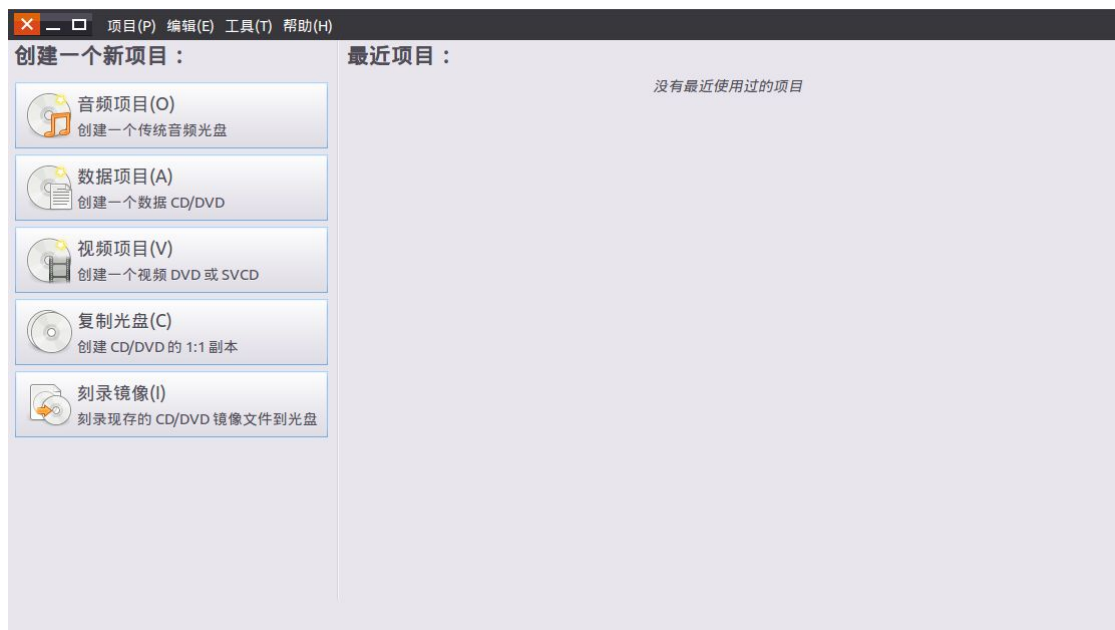 项目(P) 编辑(E) 工具(T) 帮助(H)
创建一个新项目：
音频项目(O)
创建一个传统音频光盘
数据项目(A)
创建一个数据 CD/DVD
视频项目(V)
创建一个视频 DVD 或 SVCD
复制光盘(C)
创建 CD/DVD 的 1:1 副本
刻录镜像(I)
刻录现存的 CD/DVD 镜像文件到光盘
最近项目：
没有最近使用过的项目